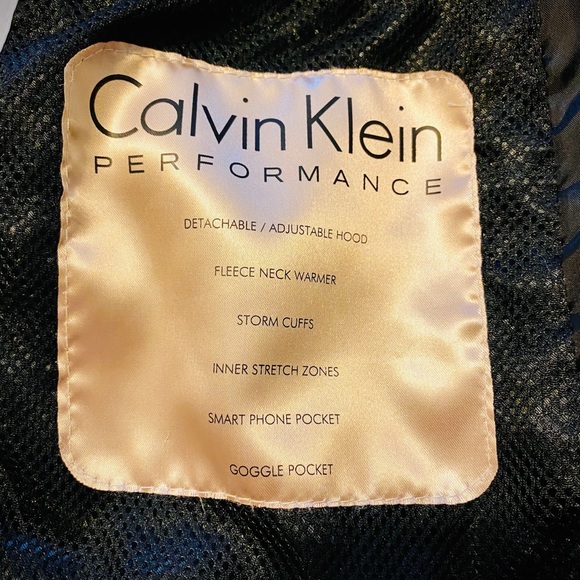 Calvin Klein
PERFORMANCE
DETACHABLE / ADJUSTABLE HOOD
FLEECE NECK WARMER
STORM CUFFS
INNER STRETCH ZONES
SMART PHONE POCKET
GOGGLE POCKET